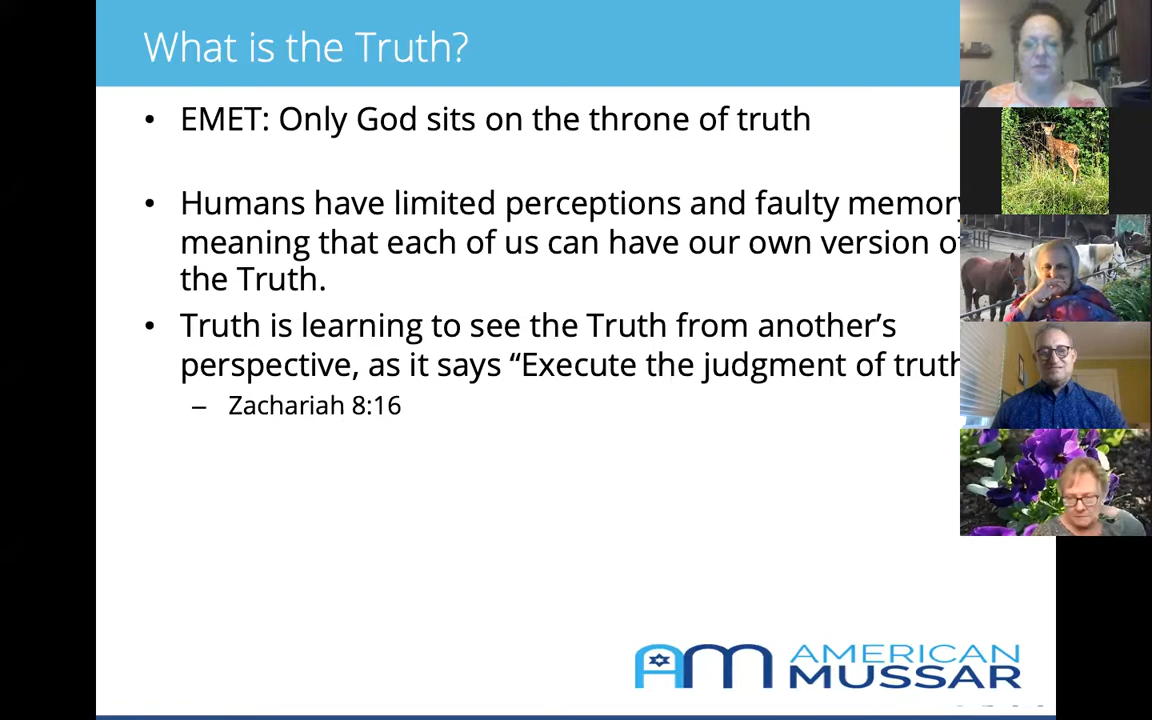 What is the Truth?
• EMET: Only God sits on the throne of truth
• Humans have limited perceptions and faulty memory
meaning that each of us can have our own version of
the Truth.
• Truth is learning to see the Truth from another’s
perspective, as it says “Execute the judgment of truth
– Zachariah 8:16
AM AMERICAN
MUSSAR